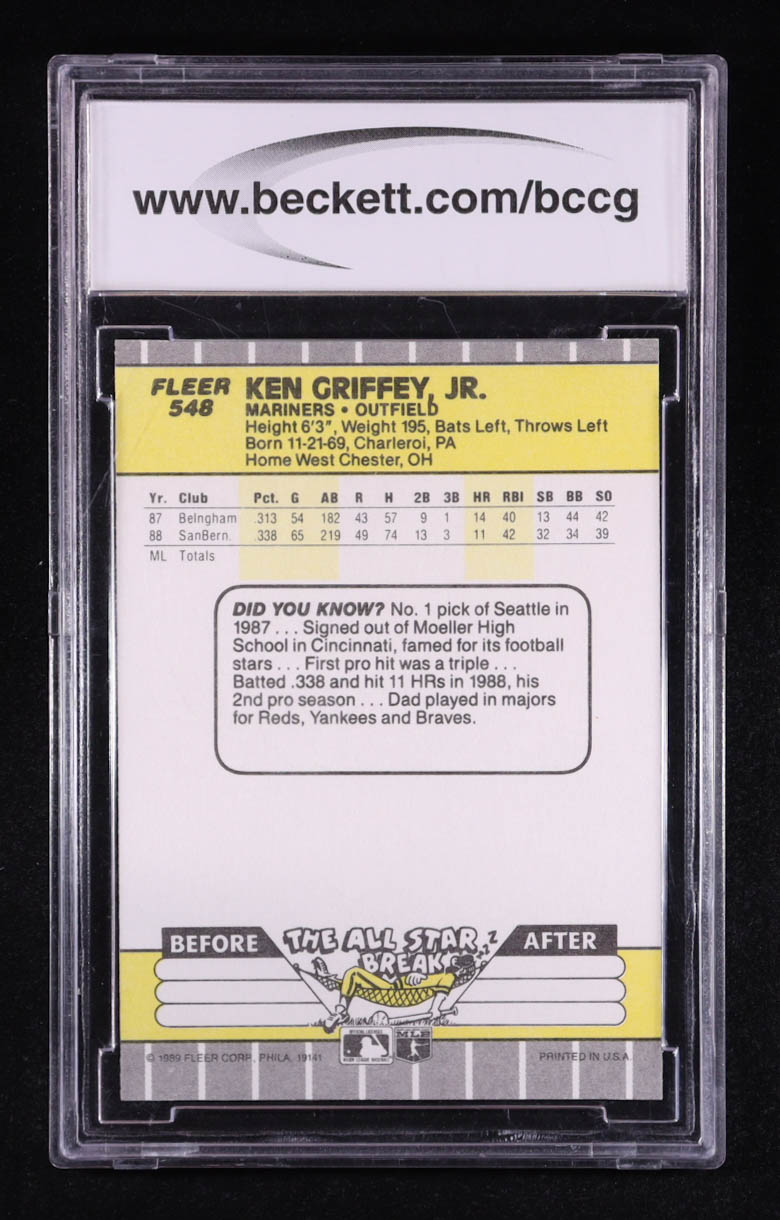 www.beckett.com/bccg
FLEER KEN GRIFFEY, JR.
548 MARINERS • OUTFIELD
Height 6'3", Weight 195, Bats Left, Throws Left
Born 11-21-69, Charleroi, PA
Home West Chester, OH
Yr. Club Pct. G AB R H 2B 3B HR RBI SB BB SO
87 Belngham .313 54 182 43 57 9 1 14 40 13 44 42
88 SanBern. .338 65 219 49 74 13 3 11 42 32 34 39
ML Totals
DID YOU KNOW? No. 1 pick of Seattle in
1987 . . . Signed out of Moeller High
School in Cincinnati, famed for its football
stars . . . First pro hit was a triple . . .
Batted .338 and hit 11 HRs in 1988, his
2nd pro season . . . Dad played in majors
for Reds, Yankees and Braves.
BEFORE THE ALL STAR BREAK AFTER
z z z
MLB
© 1989 FLEER CORP., PHILA. 19141 PRINTED IN U.S.A.